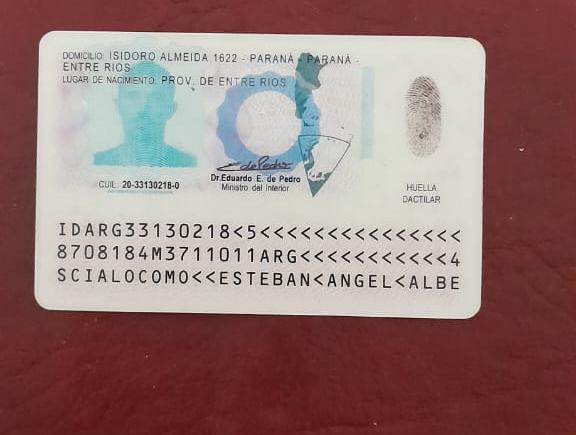 DOMICILIO: ISIDORO ALMEIDA 1622 - PARANÁ - PARANÁ -
ENTRE RIOS
LUGAR DE NACIMIENTO: PROV. DE ENTRE RIOS
CUIL: 20-33130218-0
Dr. Eduardo E. de Pedro
Ministro del Interior
HUELLA
DACTILAR
IDARG33130218<5<<<<<<<<<<<<<<<
8708184M3711011ARG<<<<<<<<<<<4
SCIALOCOMO<<ESTEBAN<ANGEL<ALBE